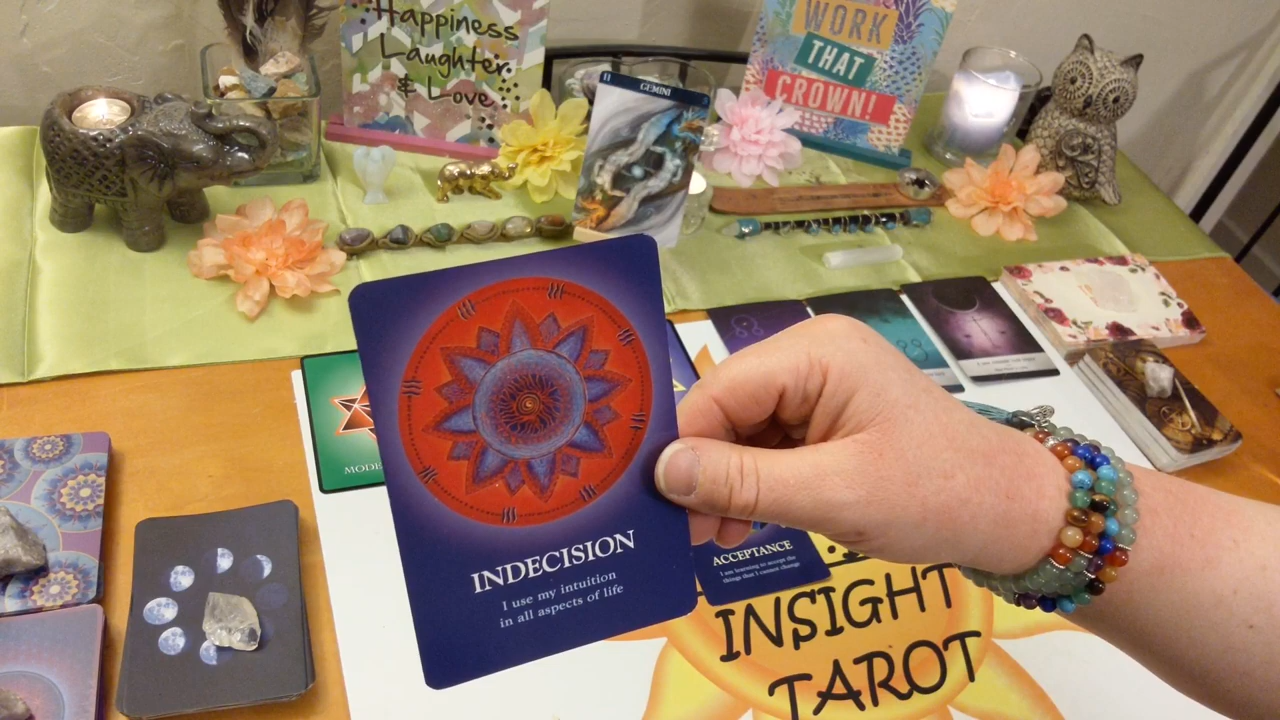 Happiness
Laughter
& Love
WORK
THAT
CROWN!
11
GEMINI
INDECISION
I use my intuition
in all aspects of life
ACCEPTANCE
I am learning to accept the
things that I cannot change
INSIGHT
TAROT